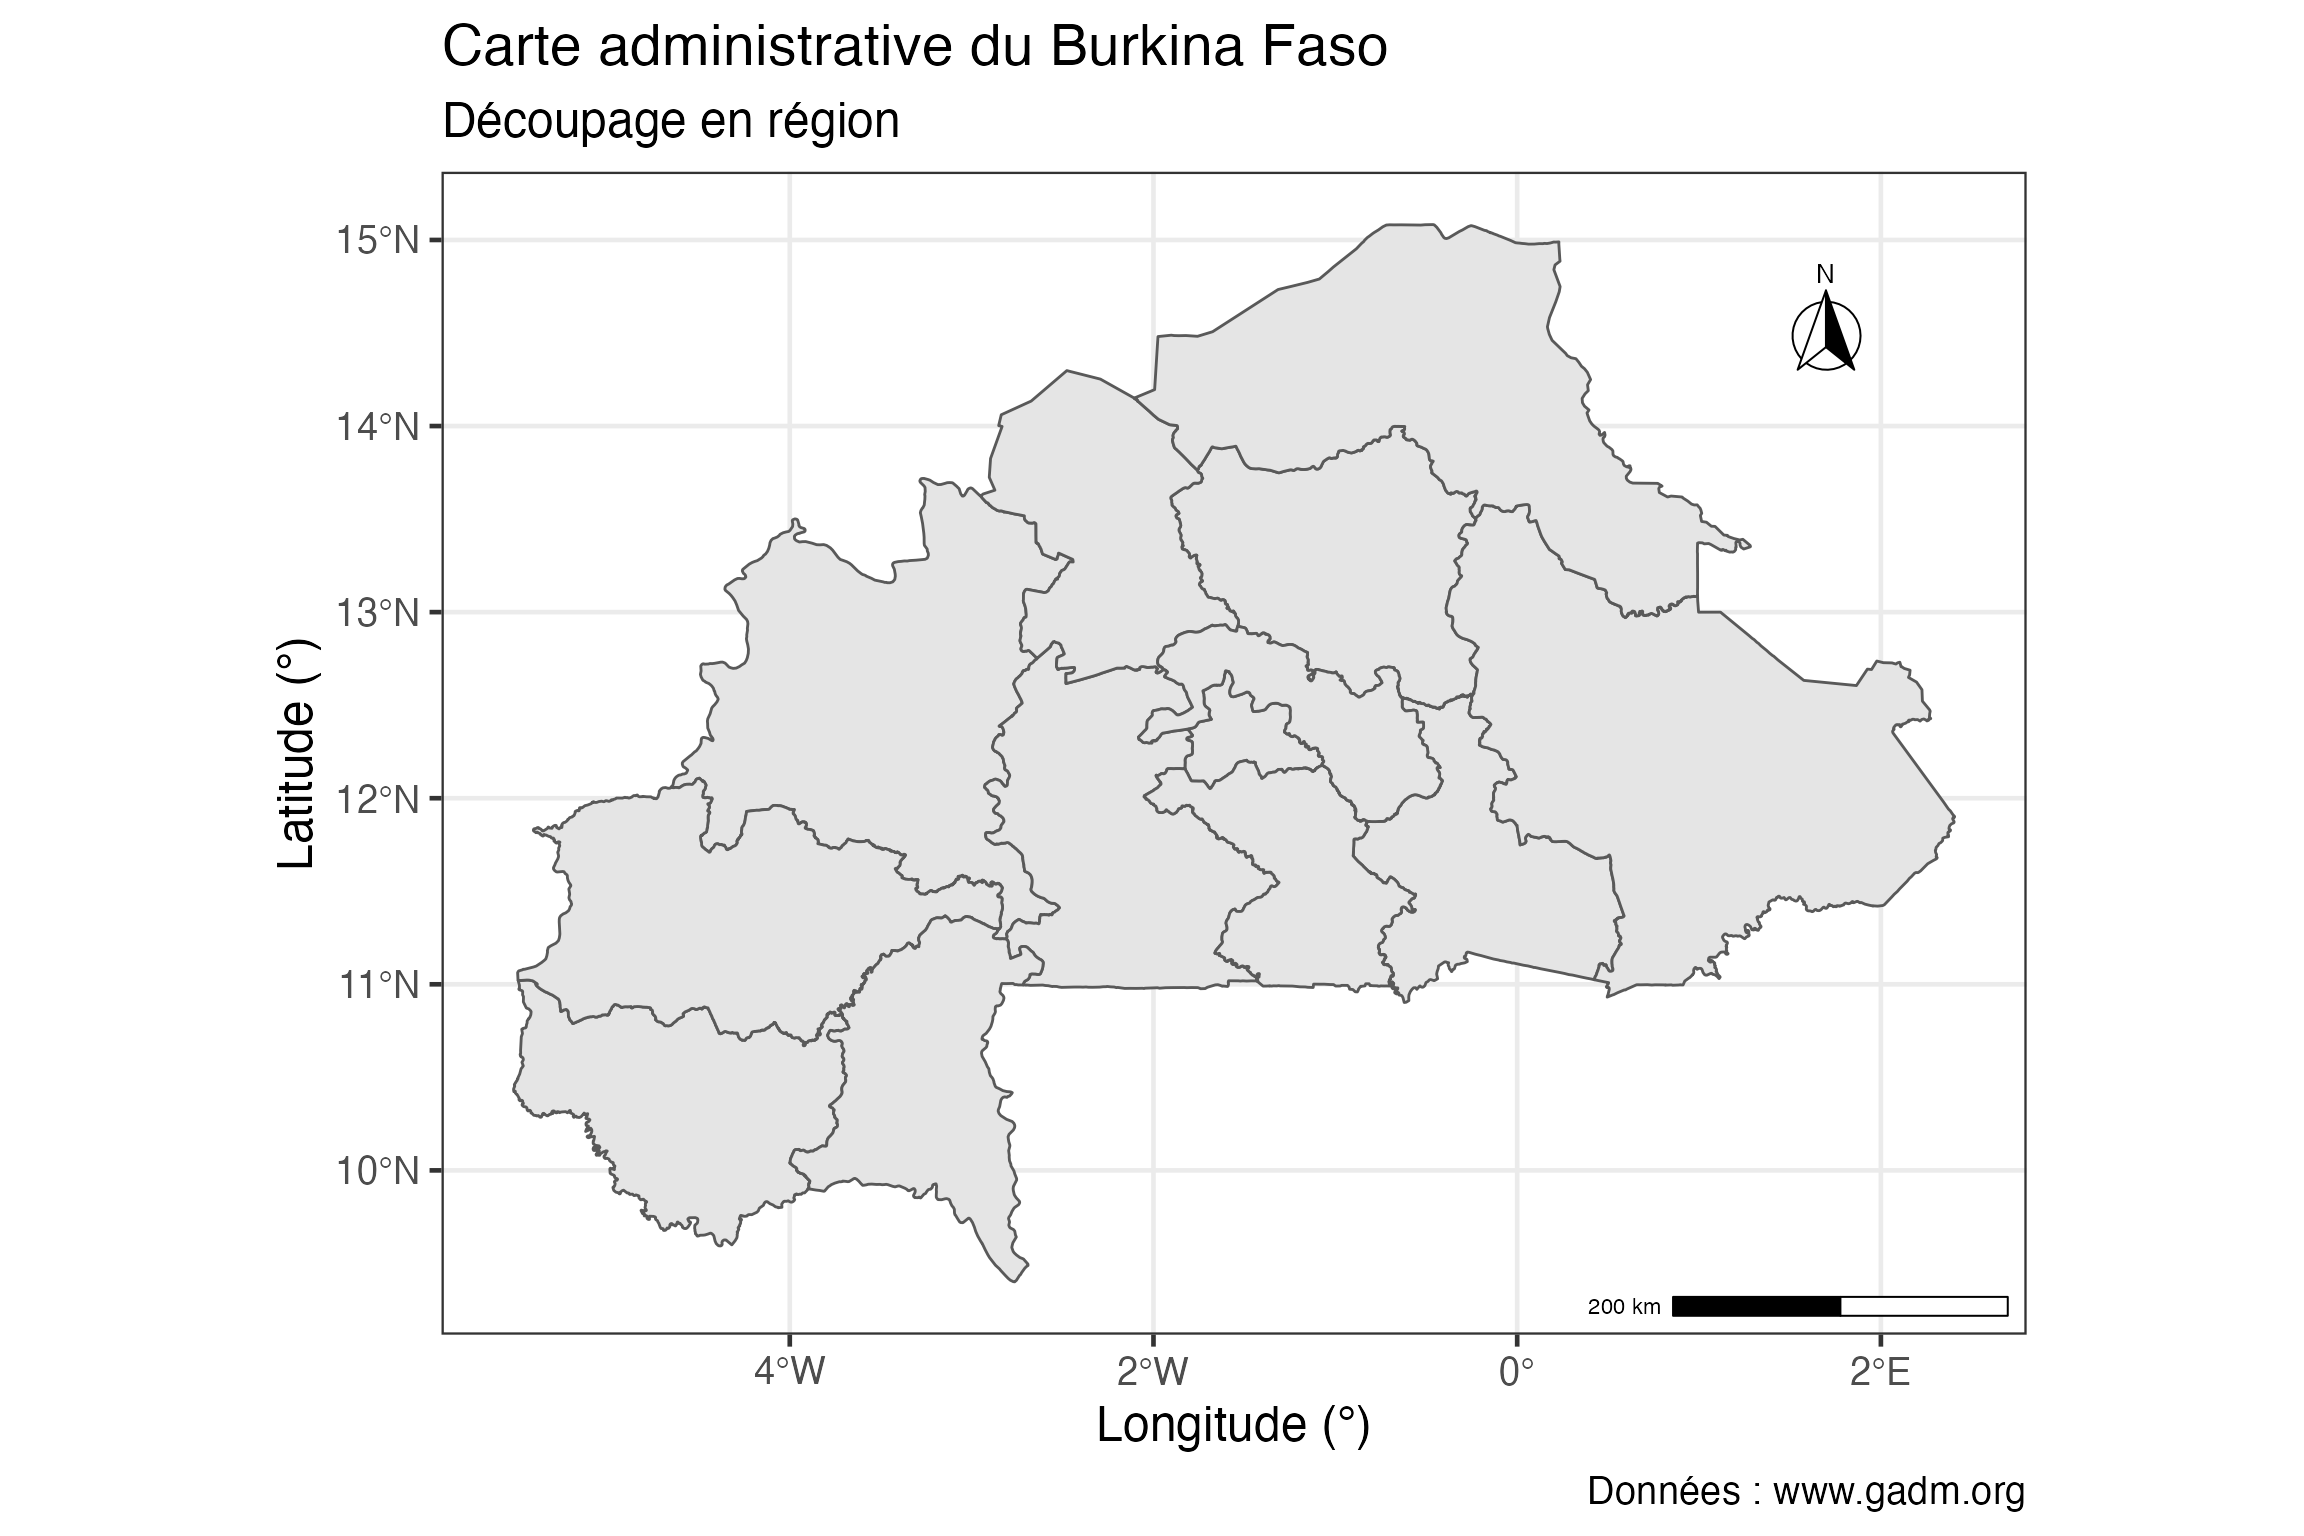 Carte administrative du Burkina Faso
Découpage en région
N
15°N
14°N
13°N
12°N
11°N
10°N
Latitude (°)
200 km
4°W
2°W
0°
2°E
Longitude (°)
Données : www.gadm.org